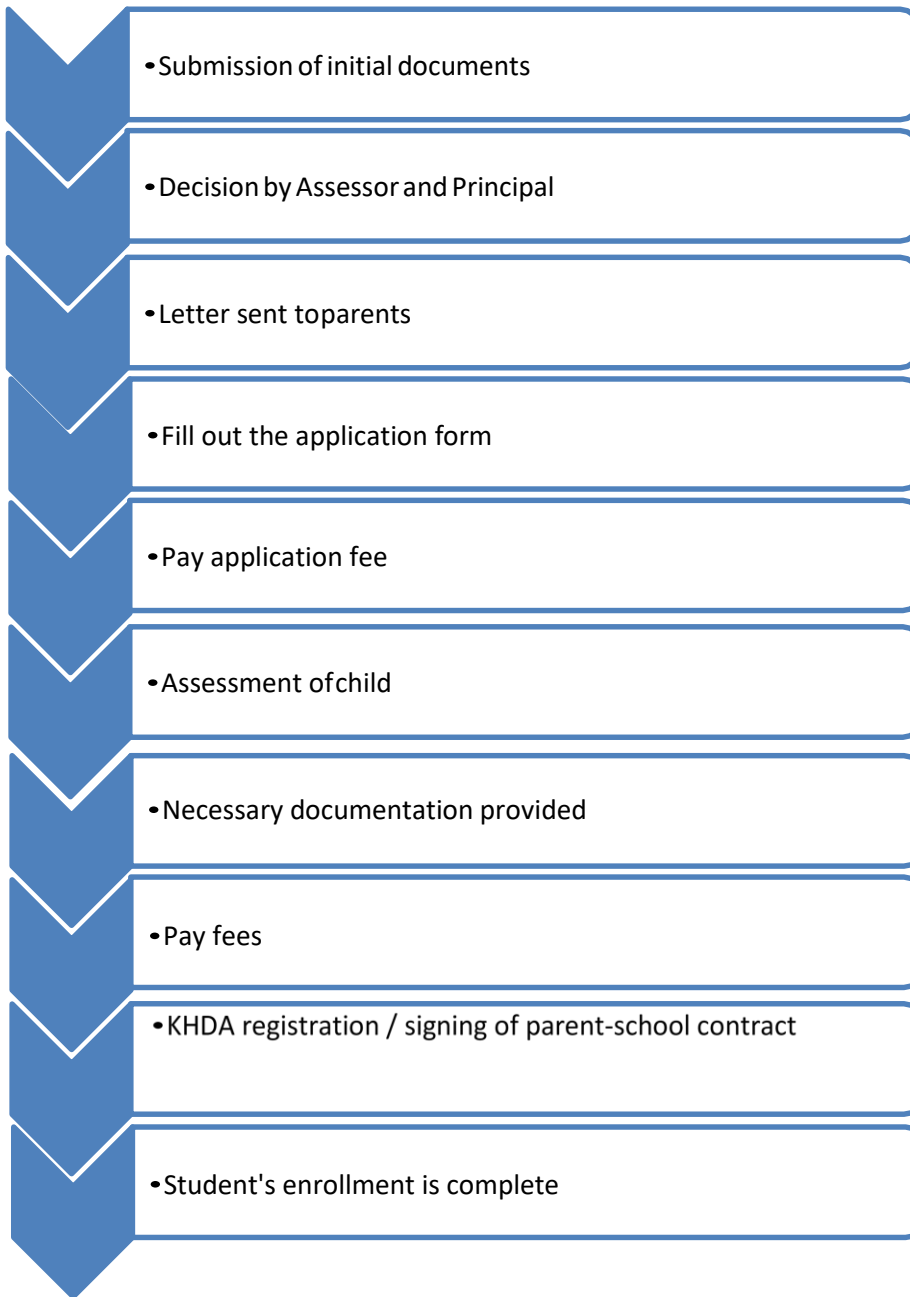 •Submission of initial documents
•Decision by Assessor and Principal
•Letter sent toparents
•Fill out the application form
•Pay application fee
•Assessment ofchild
•Necessary documentation provided
•Pay fees
•KHDA registration / signing of parent-school contract
•Student's enrollment is complete